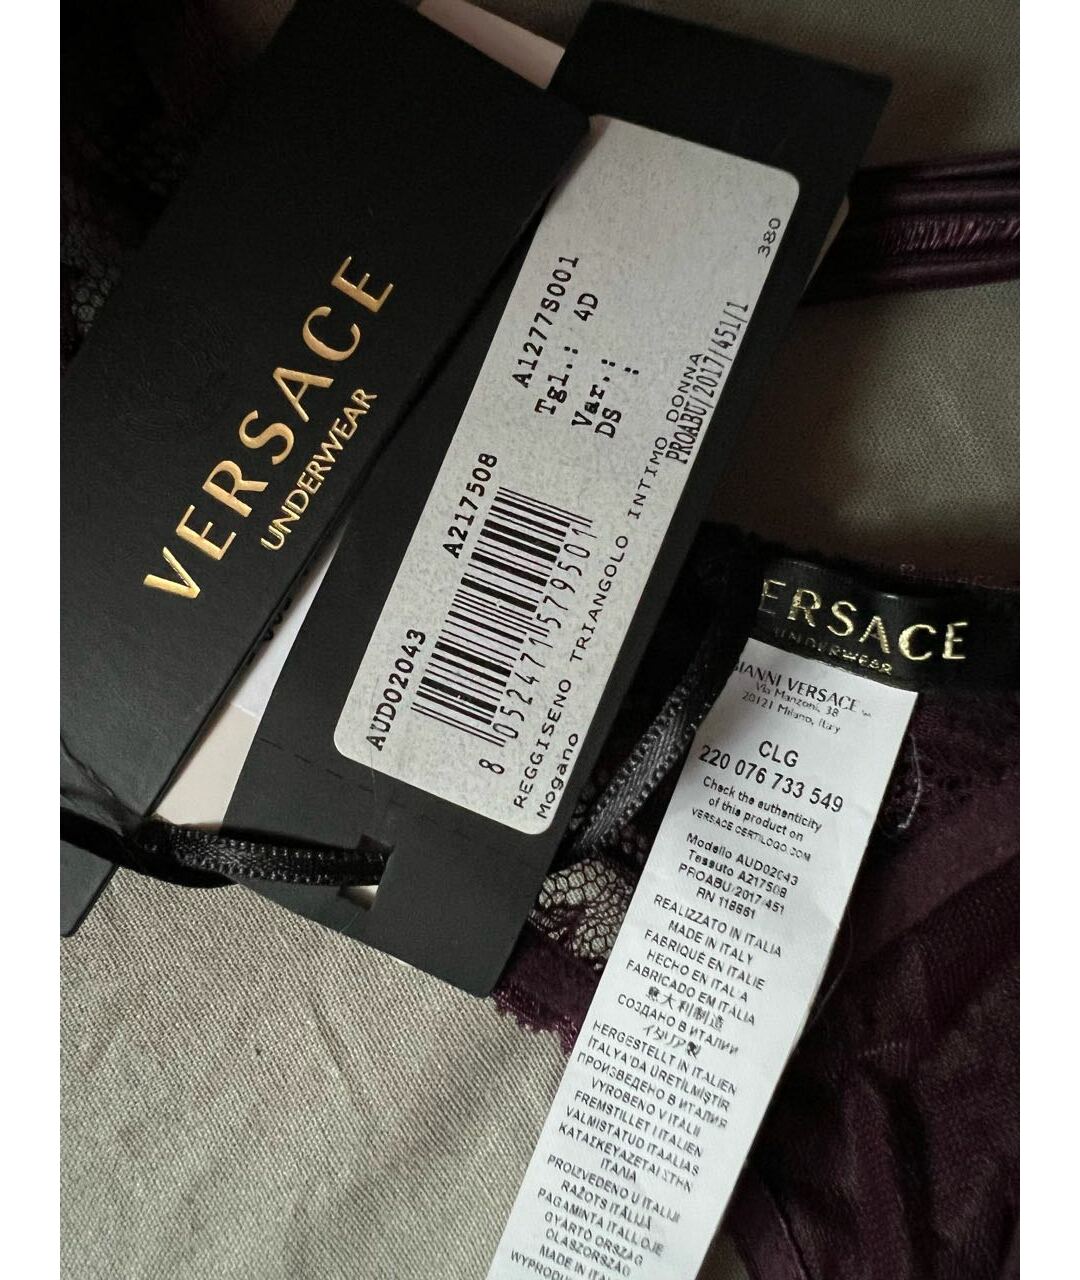 VERSACE
UNDERWEAR
380
A1277S001
Tgl.: 4D
Var.:
DS :
A217508
AUD02043
8 052471 579501
REGGISENO TRIANGOLO INTIMO DONNA
Mogano
PROABU/2017/451/1
ERSACE
UNDERWEAR
GIANNI VERSACE
Via Manzoni, 38
20121 Milano, Italy
CLG
220 076 733 549
Check the authenticity
of this product on
VERSACE.CERTILOGO.COM
Modello AUD02043
Tessuto A217508
PROABU/2017/451
RN 118861
REALIZZATO IN ITALIA
MADE IN ITALY
FABRIQUÉ EN ITALIE
HECHO EN ITALIA
FABRICADO EM ITÁLIA
意大利制造
СОЗДАНО В ИТАЛИИ
イタリア製
HERGESTELLT IN ITALIEN
İTALYA'DA ÜRETİLMİŞTİR
ПРОИЗВЕДЕНО В ИТАЛИЯ
VYROBENO V ITÁLII
FREMSTILLET I ITALIEN
VALMISTATUD ITAALIAS
ΚΑΤΑΣΚΕΥΑΖΕΤΑΙ ΣΤΗΝ
ΙΤΑΛΙΑ
PROIZVEDENO U ITALIJI
RAŽOTS ITĀLIJĀ
PAGAMINTA ITALIJOJE
GYÁRTÓ ORSZÁG
OLASZORSZÁG
MADE IN ITALY